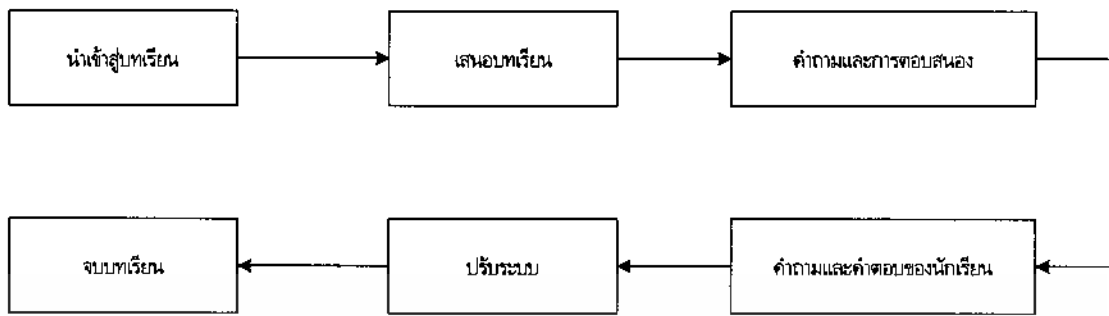 นำเข้าสู่บทเรียน
เสนอบทเรียน
คำถามและการตอบสนอง
คำถามและคำตอบของนักเรียน
ปรับระบบ
จบบทเรียน